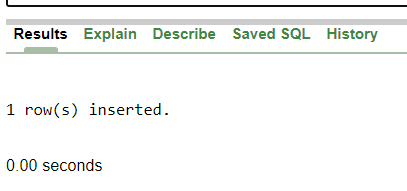 Results Explain Describe Saved SQL History
1 row(s) inserted.
0.00 seconds